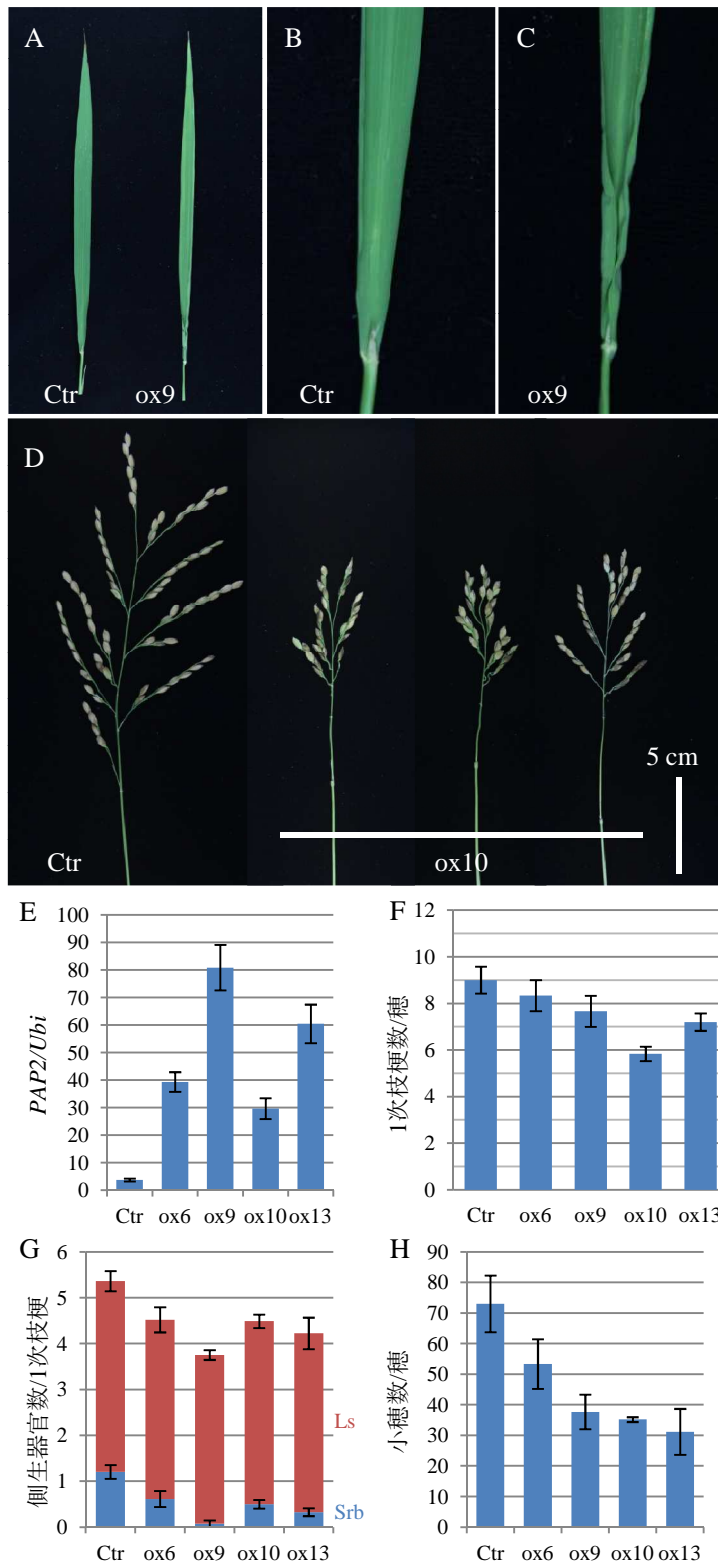 A
B
C
Ctr
ox9
Ctr
ox9
D
5 cm
Ctr
ox10
E
100
90
80
70
60
50
40
30
20
10
0
PAP2/Ubi
Ctr ox6 ox9 ox10 ox13
F
12
10
8
6
4
2
0
1次枝梗数/穂
Ctr ox6 ox9 ox10 ox13
G
6
5
4
3
2
1
0
側生器官数/1次枝梗
Ls
Srb
Ctr ox6 ox9 ox10 ox13
H
90
80
70
60
50
40
30
20
10
0
小穂数/穂
Ctr ox6 ox9 ox10 ox13